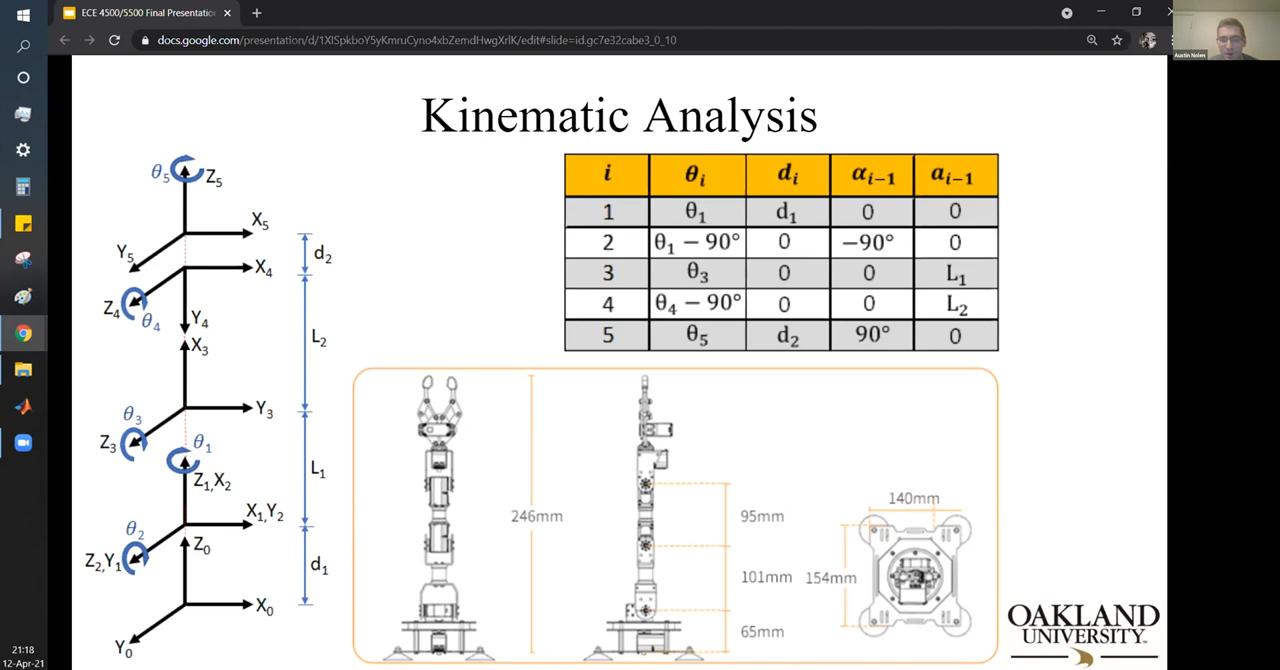 ECE 4500/5500 Final Presentatio
docs.google.com/presentation/d/1XISpkboY5yKmruCyno4xbZemdHwgXrlK/edit#slide=id.gc7e32cabe3_0_10
Austin Nolen
Kinematic Analysis
θ5 Z5
X5
Y5
d2
X4
Z4 θ4 Y4
X3
L2
θ3
Y3
Z3
θ1
Z1,X2
L1
X1,Y2
θ2
Z2,Y1
Z0
d1
X0
Y0
i θi di αi−1 ai−1
1 θ1 d1 0 0
2 θ1 − 90° 0 −90° 0
3 θ3 0 0 L1
4 θ4 − 90° 0 0 L2
5 θ5 d2 90° 0
246mm
95mm
101mm
65mm
140mm
154mm
OAKLAND
UNIVERSITY.
21:18
12-Apr-21